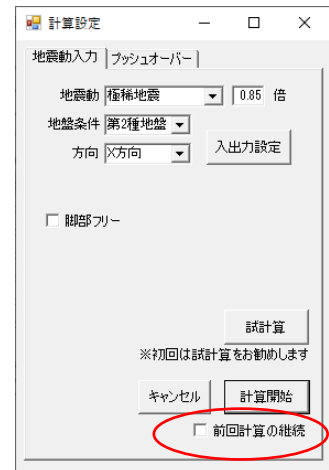 計算設定
地震動入力 プッシュオーバー
地震動 極稀地震 0.85 倍
地盤条件 第2種地盤
方向 X方向 入出力設定
脚部フリー
試計算
※初回は試計算をお勧めします
キャンセル 計算開始
前回計算の継続